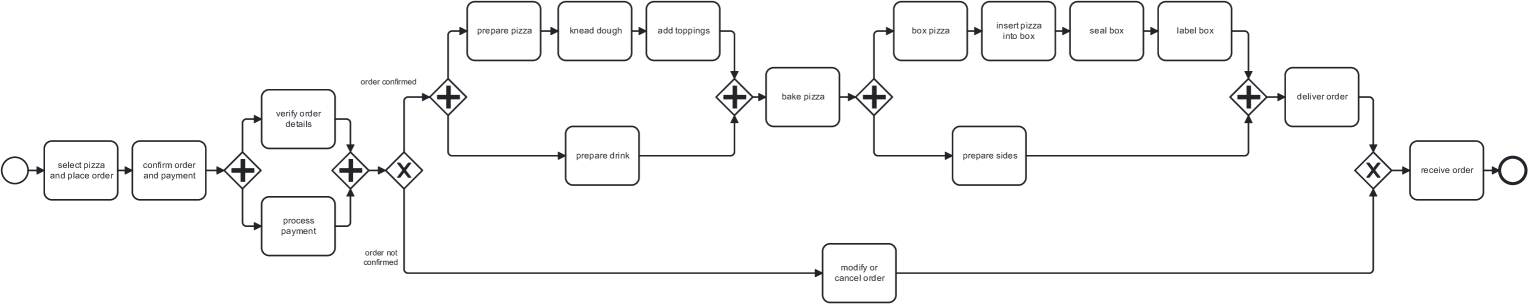 select pizza
and place order
confirm order
and payment
verify order
details
process
payment
order confirmed
order not
confirmed
prepare pizza
knead dough
add toppings
prepare drink
bake pizza
box pizza
insert pizza
into box
seal box
label box
prepare sides
deliver order
modify or
cancel order
receive order